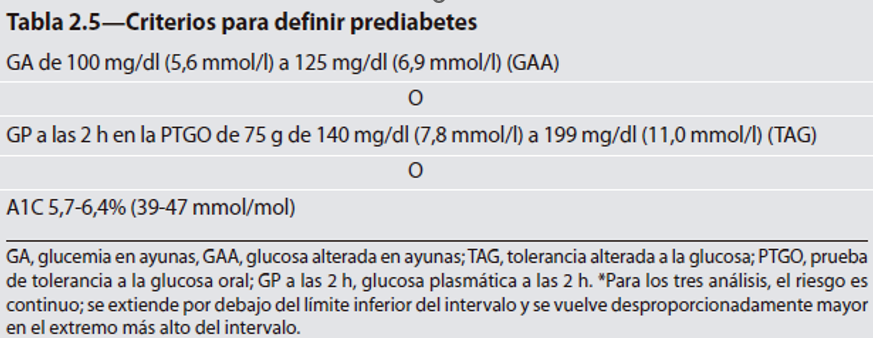 Tabla 2.5—Criterios para definir prediabetes
GA de 100 mg/dl (5,6 mmol/l) a 125 mg/dl (6,9 mmol/l) (GAA)
O
GP a las 2 h en la PTGO de 75 g de 140 mg/dl (7,8 mmol/l) a 199 mg/dl (11,0 mmol/l) (TAG)
O
A1C 5,7-6,4% (39-47 mmol/mol)
GA, glucemia en ayunas, GAA, glucosa alterada en ayunas; TAG, tolerancia alterada a la glucosa; PTGO, prueba
de tolerancia a la glucosa oral; GP a las 2 h, glucosa plasmática a las 2 h. *Para los tres análisis, el riesgo es
continuo; se extiende por debajo del límite inferior del intervalo y se vuelve desproporcionadamente mayor
en el extremo más alto del intervalo.